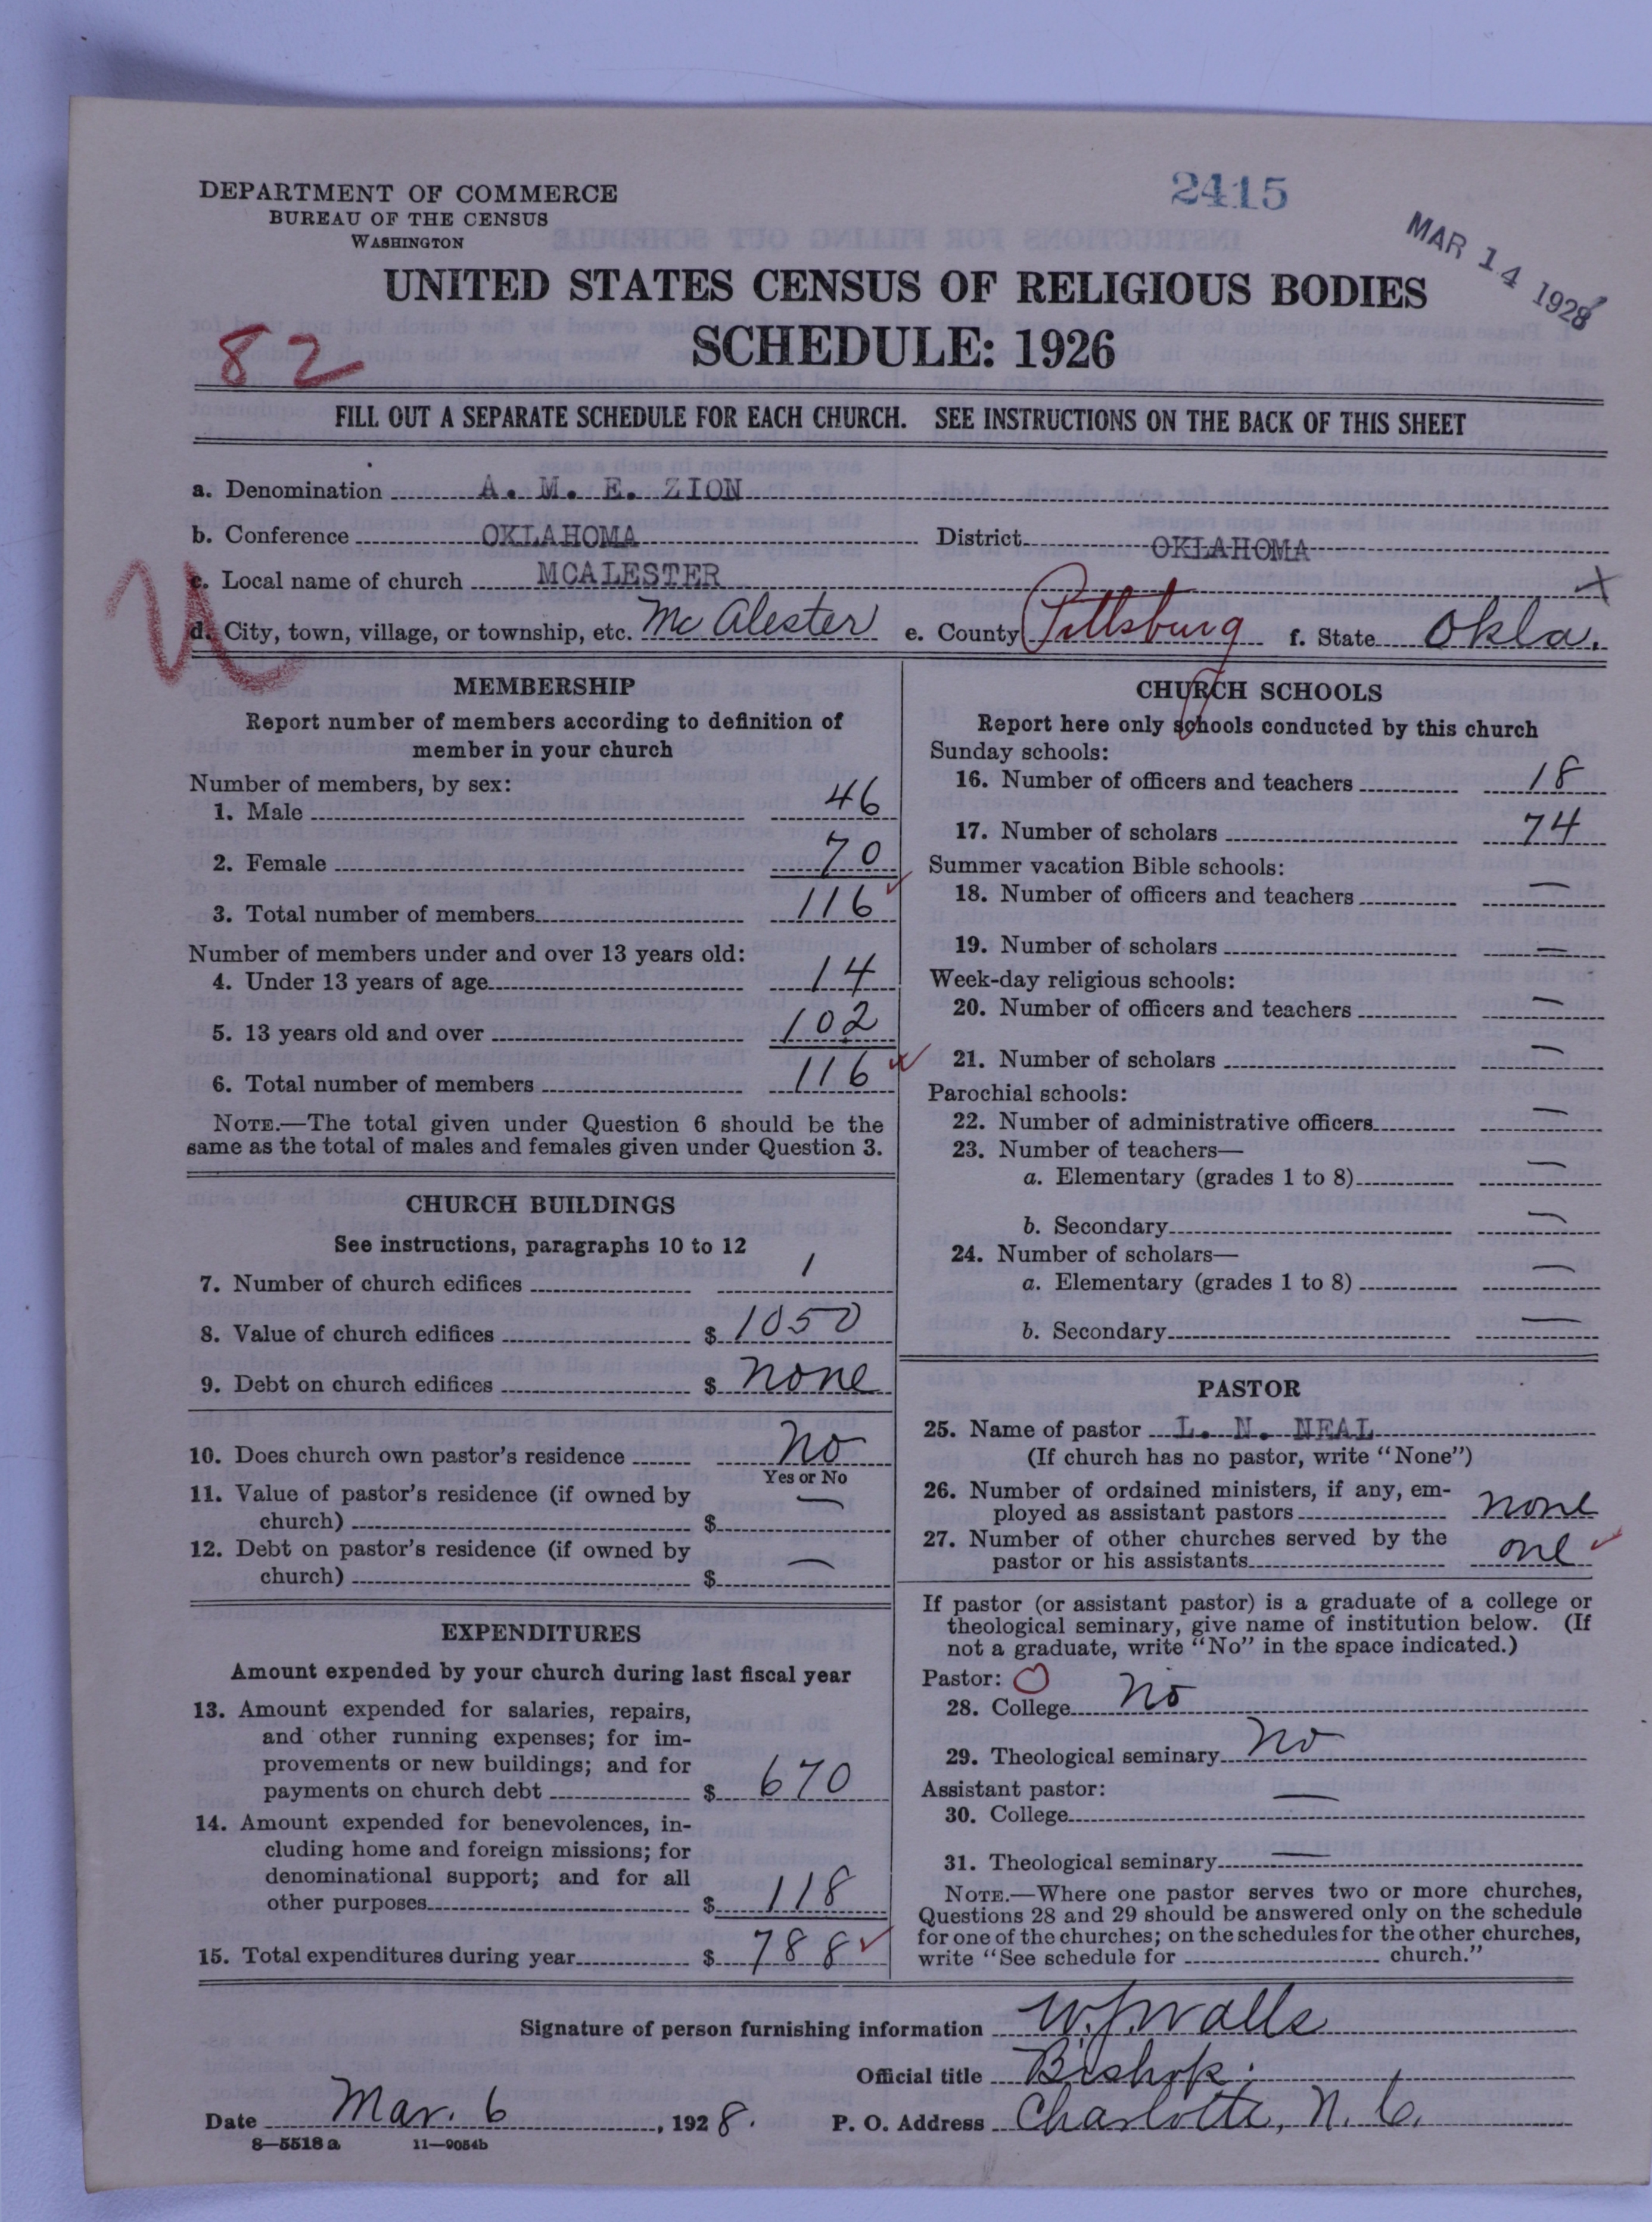 DEPARTMENT OF COMMERCE
BUREAU OF THE CENSUS
WASHINGTON
2415
MAR 14 1928
UNITED STATES CENSUS OF RELIGIOUS BODIES
SCHEDULE: 1926
82
FILL OUT A SEPARATE SCHEDULE FOR EACH CHURCH. SEE INSTRUCTIONS ON THE BACK OF THIS SHEET
a. Denomination A. M. E. ZION
b. Conference OKLAHOMA District OKLAHOMA
c. Local name of church MCALESTER
d. City, town, village, or township, etc. McAlester e. County Pittsburg f. State Okla.
MEMBERSHIP
Report number of members according to definition of
member in your church
Number of members, by sex:
1. Male 46
2. Female 70
3. Total number of members 116
Number of members under and over 13 years old:
4. Under 13 years of age 14
5. 13 years old and over 102
6. Total number of members 116
NOTE.—The total given under Question 6 should be the
same as the total of males and females given under Question 3.
CHURCH BUILDINGS
See instructions, paragraphs 10 to 12
7. Number of church edifices 1
8. Value of church edifices $ 1050
9. Debt on church edifices $ none
10. Does church own pastor's residence No
Yes or No
11. Value of pastor's residence (if owned by
church) $ —
12. Debt on pastor's residence (if owned by
church) $ —
EXPENDITURES
Amount expended by your church during last fiscal year
13. Amount expended for salaries, repairs,
and other running expenses; for im-
provements or new buildings; and for
payments on church debt $ 670
14. Amount expended for benevolences, in-
cluding home and foreign missions; for
denominational support; and for all
other purposes $ 118
15. Total expenditures during year $ 788
CHURCH SCHOOLS
Report here only schools conducted by this church
Sunday schools:
16. Number of officers and teachers 18
17. Number of scholars 74
Summer vacation Bible schools:
18. Number of officers and teachers —
19. Number of scholars —
Week-day religious schools:
20. Number of officers and teachers —
21. Number of scholars —
Parochial schools:
22. Number of administrative officers —
23. Number of teachers—
a. Elementary (grades 1 to 8) —
b. Secondary —
24. Number of scholars—
a. Elementary (grades 1 to 8) —
b. Secondary —
PASTOR
25. Name of pastor L. N. NEAL
(If church has no pastor, write "None")
26. Number of ordained ministers, if any, em-
ployed as assistant pastors none
27. Number of other churches served by the
pastor or his assistants one
If pastor (or assistant pastor) is a graduate of a college or
theological seminary, give name of institution below. (If
not a graduate, write "No" in the space indicated.)
Pastor: O
28. College No
29. Theological seminary No
Assistant pastor:
30. College —
31. Theological seminary —
NOTE.—Where one pastor serves two or more churches,
Questions 28 and 29 should be answered only on the schedule
for one of the churches; on the schedules for the other churches,
write "See schedule for church."
Signature of person furnishing information W. J. Walls
Official title Bishop.
Date Mar. 6, 1928. P. O. Address Charlotte, N. C.
8—5518a 11—9054b